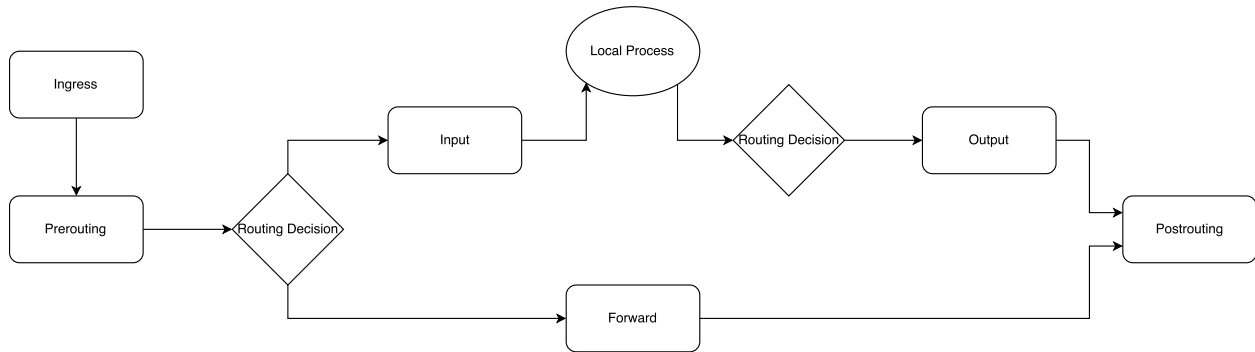 Ingress
Prerouting
Routing Decision
Input
Local Process
Routing Decision
Output
Forward
Postrouting